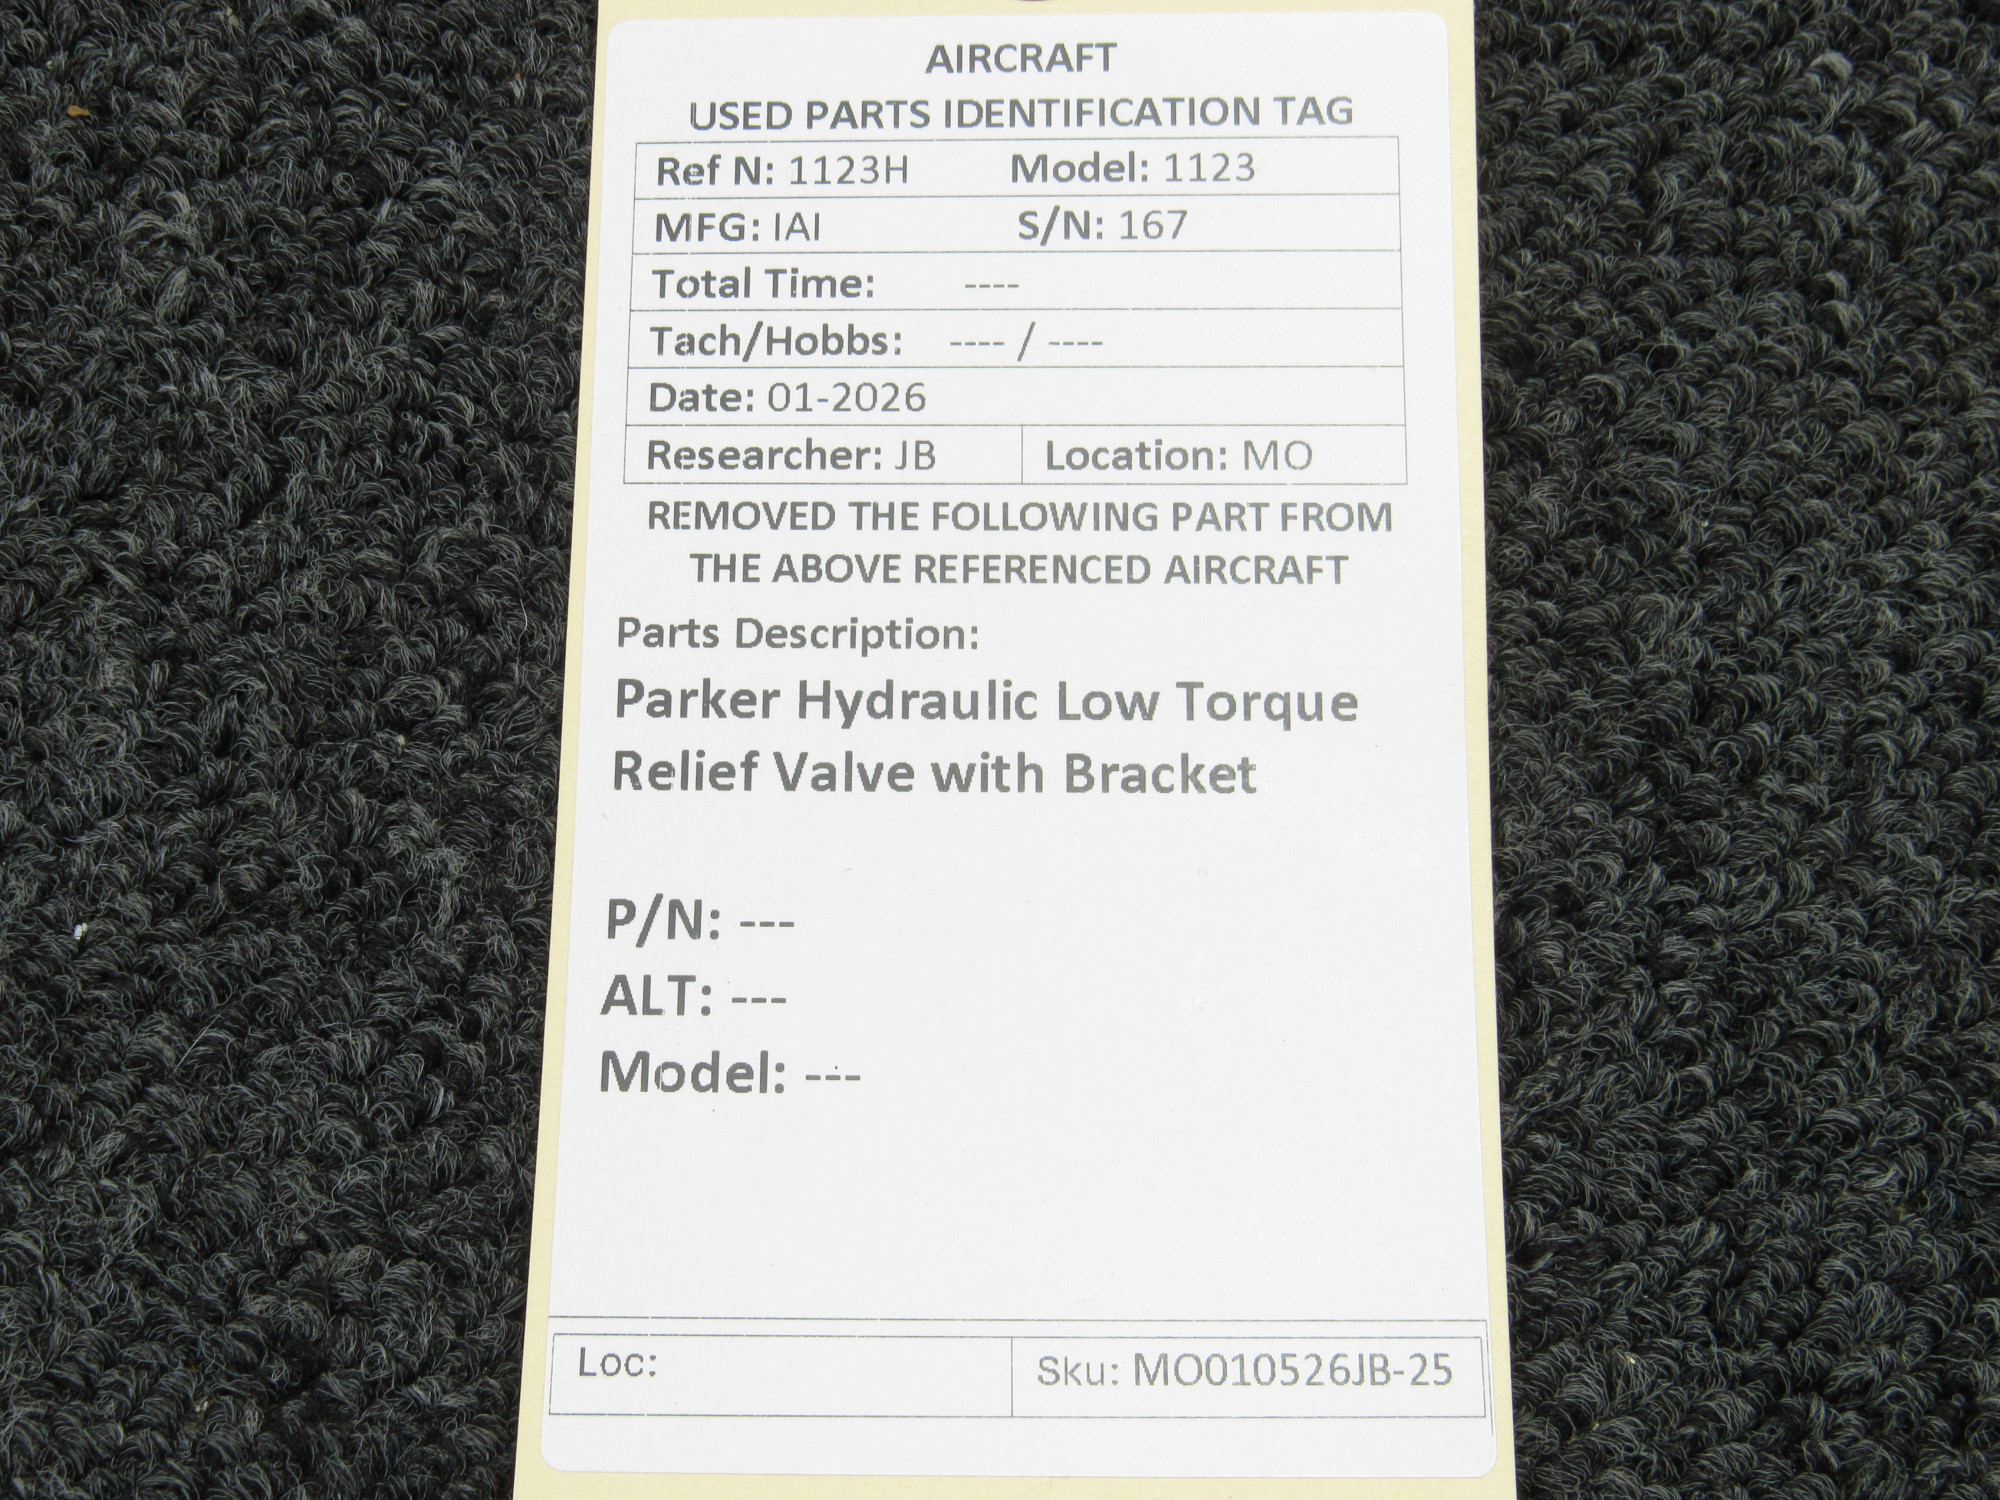 AIRCRAFT
USED PARTS IDENTIFICATION TAG
Ref N: 1123H Model: 1123
MFG: IAI S/N: 167
Total Time: ----
Tach/Hobbs: ---- / ----
Date: 01-2026
Researcher: JB Location: MO
REMOVED THE FOLLOWING PART FROM
THE ABOVE REFERENCED AIRCRAFT
Parts Description:
Parker Hydraulic Low Torque
Relief Valve with Bracket
P/N: ---
ALT: ---
Model: ---
Loc: Sku: MO010526JB-25